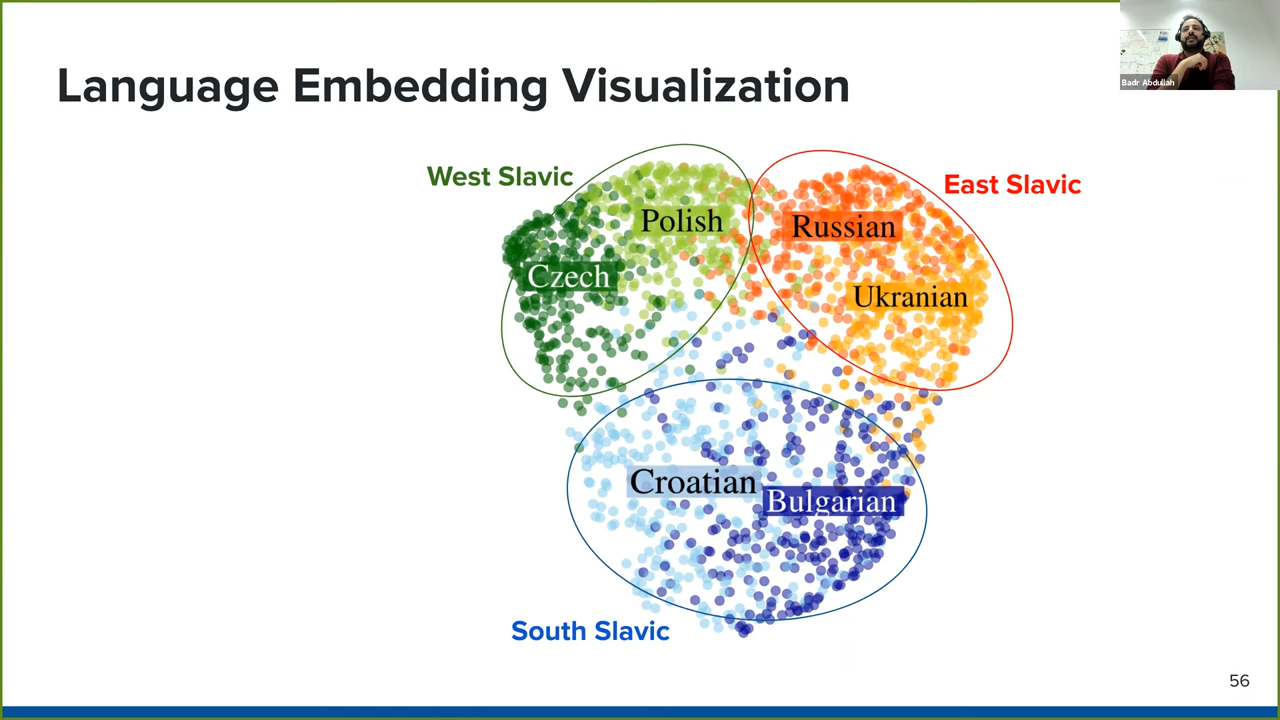 Language Embedding Visualization
Badr Abdullah
West Slavic
East Slavic
Polish
Russian
Czech
Ukranian
Croatian
Bulgarian
South Slavic
56